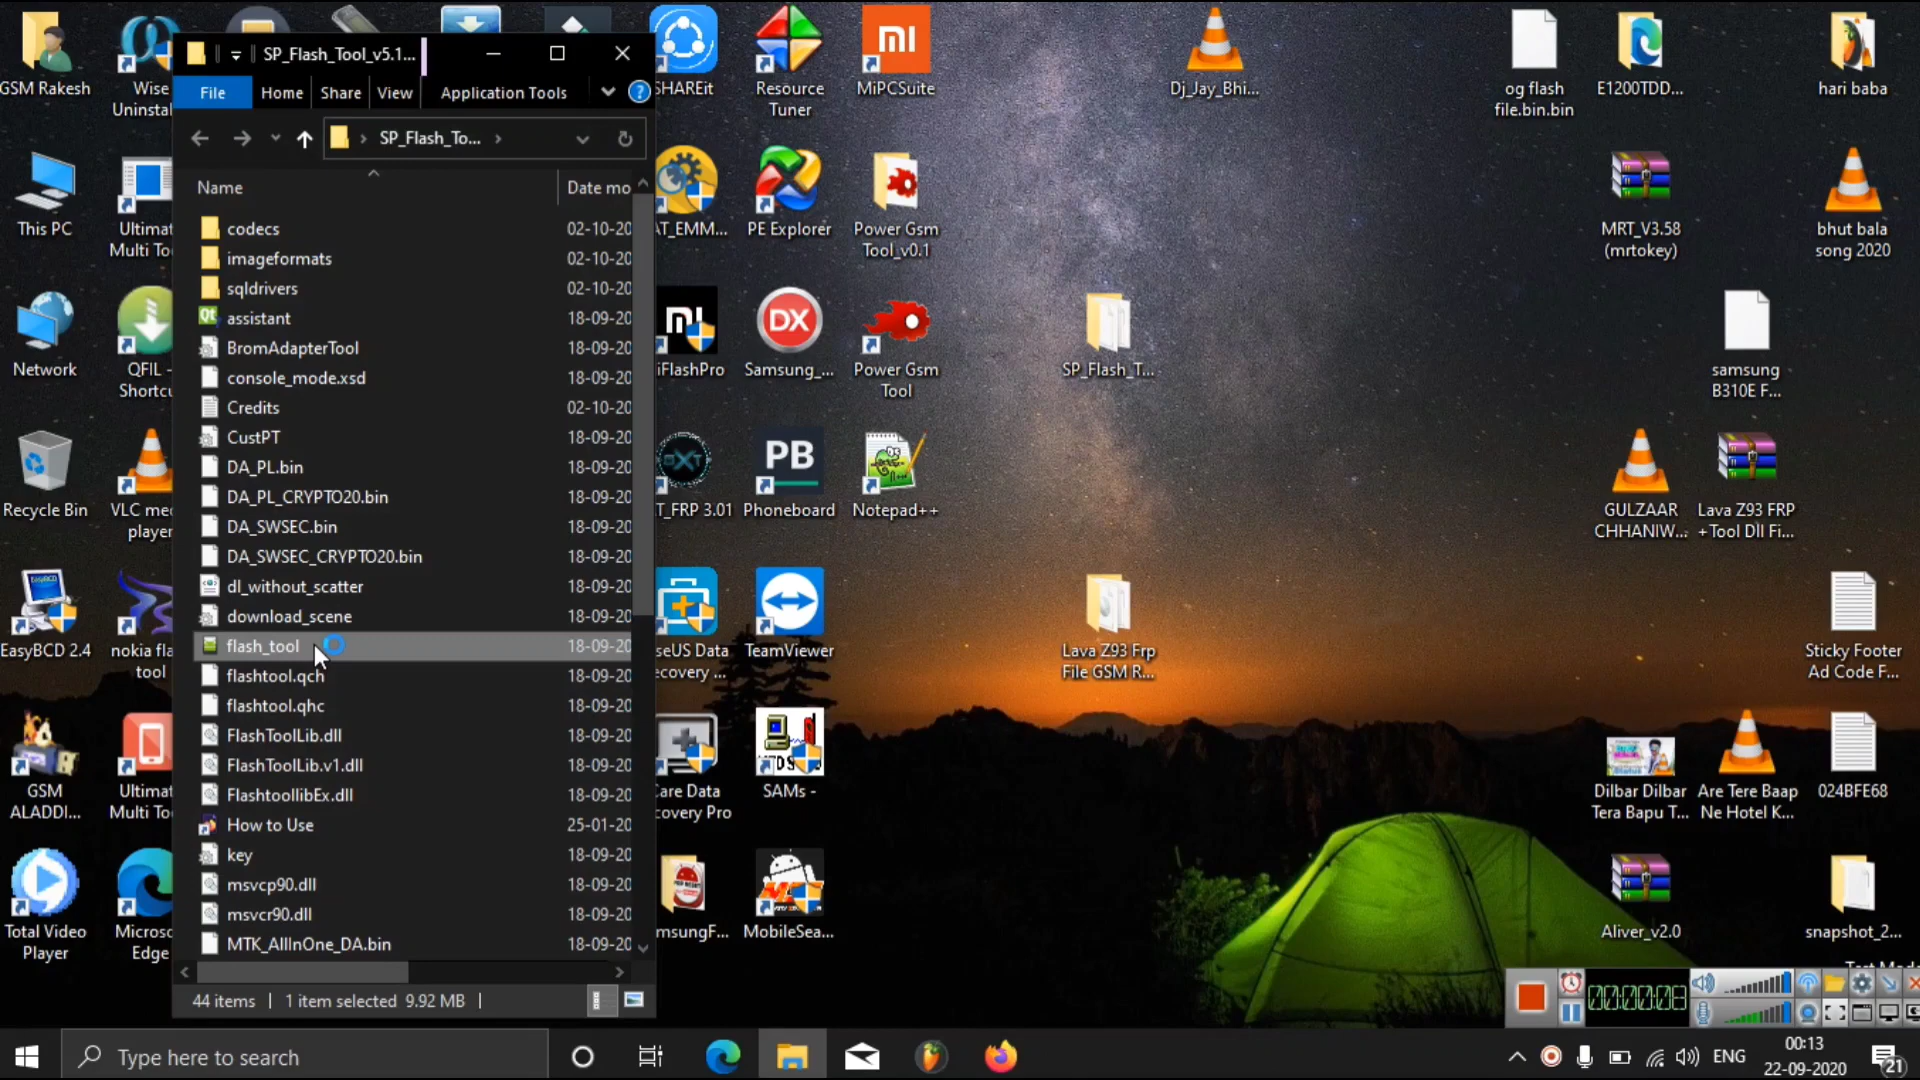 SP_Flash_Tool_v5.1...
File
Home
Share
View
Application Tools
SP_Flash_To...
Name
Date mo
codecs
02-10-20
imageformats
02-10-20
sqldrivers
02-10-20
assistant
18-09-20
BromAdapterTool
18-09-20
console_mode.xsd
18-09-20
Credits
02-10-20
CustPT
18-09-20
DA_PL.bin
18-09-20
DA_PL_CRYPTO20.bin
18-09-20
DA_SWSEC.bin
18-09-20
DA_SWSEC_CRYPTO20.bin
18-09-20
dl_without_scatter
18-09-20
download_scene
18-09-20
flash_tool
18-09-20
flashtool.qch
18-09-20
flashtool.qhc
18-09-20
FlashToolLib.dll
18-09-20
FlashToolLib.v1.dll
18-09-20
FlashtoollibEx.dll
18-09-20
How to Use
25-01-20
key
18-09-20
msvcp90.dll
18-09-20
msvcr90.dll
18-09-20
MTK_AllInOne_DA.bin
18-09-20
44 items
1 item selected 9.92 MB
GSM Rakesh
Wise
Uninstal
SHAREit
Resource
Tuner
MiPCSuite
Dj_Jay_Bhi...
og flash
file.bin.bin
E1200TDD...
hari baba
This PC
Ultimat
Multi Too
AT_EMM...
PE Explorer
Power Gsm
Tool_v0.1
MRT_V3.58
(mrtokey)
bhut bala
song 2020
Network
QFIL -
Shortcu
iFlashPro
DX
Samsung_...
Power Gsm
Tool
SP_Flash_T...
samsung
B310E F...
Recycle Bin
VLC med
player
T_FRP 3.01
PB
Phoneboard
Notepad++
GULZAAR
CHHANIW...
Lava Z93 FRP
+Tool Dll Fi...
EasyBCD 2.4
nokia fla
tool
seUS Data
ecovery ...
TeamViewer
Lava Z93 Frp
File GSM R...
Sticky Footer
Ad Code F...
GSM
ALADDI...
Ultimat
Multi Too
Care Data
covery Pro
SAMs -
Dilbar Dilbar
Tera Bapu T...
Are Tere Baap
Ne Hotel K...
024BFE68
Total Video
Player
Microso
Edge
msungF...
MobileSea...
Aliver_v2.0
snapshot_2...
Type here to search
ENG
00:13
22-09-2020
21